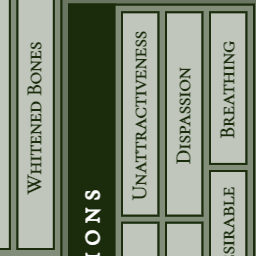 Whitened Bones
IONS
Unattractiveness
Dispassion
Breathing
SIRABLE